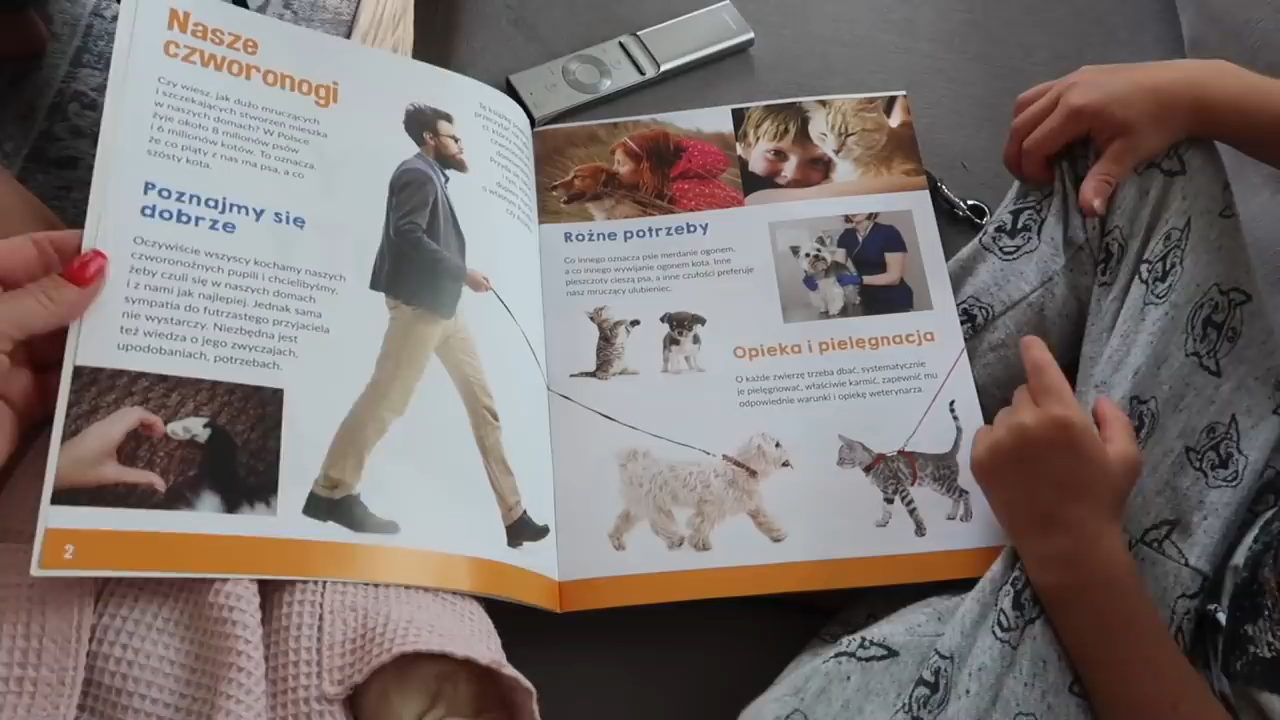 Nasze
czworonogi
Czy wiesz, jak dużo mruczących
i szczekających stworzeń mieszka
w naszych domach? W Polsce
żyje około 8 milionów psów
i 6 milionów kotów. To oznacza,
że co piąty z nas ma psa, a co
szósty kota.
Poznajmy się
dobrze
Oczywiście wszyscy kochamy naszych
czworonożnych pupili i chcielibyśmy,
żeby czuli się w naszych domach
i z nami jak najlepiej. Jednak sama
sympatia do futrzastego przyjaciela
nie wystarczy. Niezbędna jest
też wiedza o jego zwyczajach,
upodobaniach, potrzebach.
2
Tę książkę
Różne potrzeby
Co innego oznacza psie merdanie ogonem,
a co innego wywijanie ogonem kota. Inne
pieszczoty cieszą psa, a inne czułości preferuje
nasz mruczący ulubieniec.
Opieka i pielęgnacja
O każde zwierzę trzeba dbać, systematycznie
je pielęgnować, właściwie karmić, zapewnić mu
odpowiednie warunki i opiekę weterynarza.